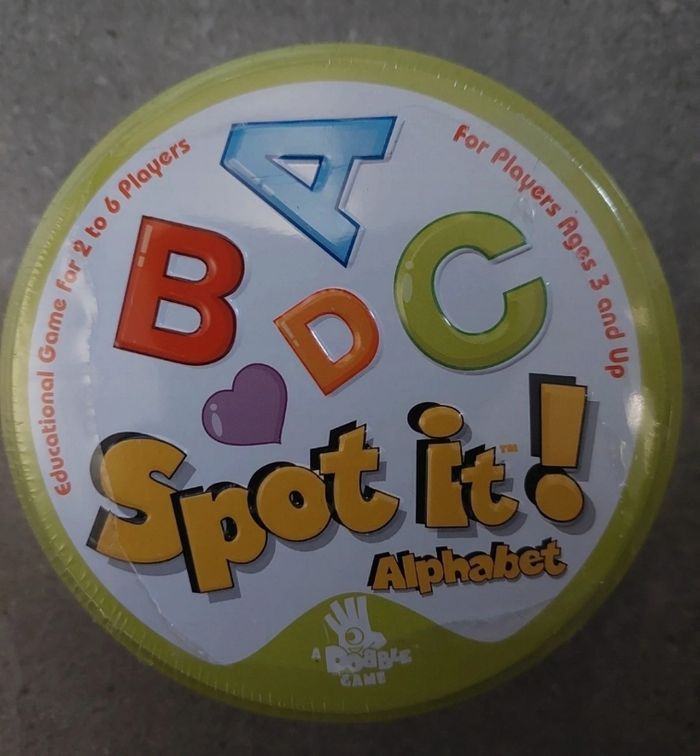 Educational Game for 2 to 6 Players
For Players Ages 3 and Up
A
B
C
D
Spot it!™
Alphabet
A
DOBBLE
GAME